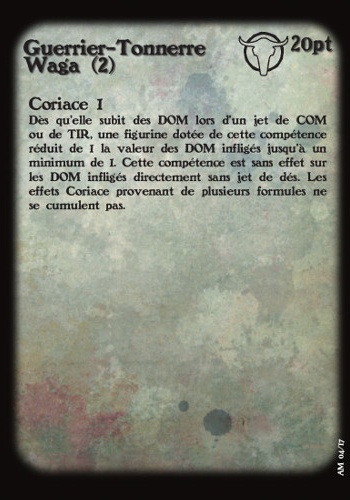 Guerrier-Tonnerre
Waga (2)
20pt
Coriace 1
Dès qu'elle subit des DOM lors d'un jet de COM
ou de TIR, une figurine dotée de cette compétence
réduit de 1 la valeur des DOM infligés jusqu'à un
minimum de 1. Cette compétence est sans effet sur
les DOM infligés directement sans jet de dés. Les
effets Coriace provenant de plusieurs formules ne
se cumulent pas.
AM 04/17